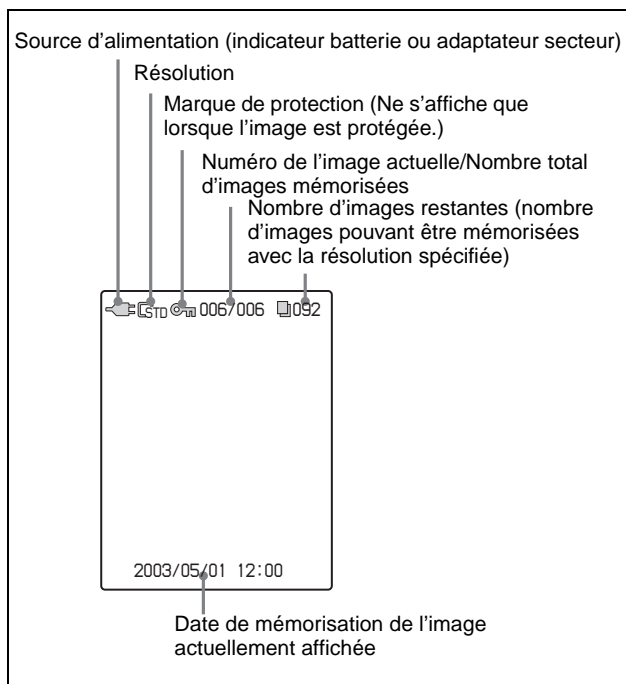 Source d'alimentation (indicateur batterie ou adaptateur secteur)
Résolution
Marque de protection (Ne s'affiche que
lorsque l'image est protégée.)
Numéro de l'image actuelle/Nombre total
d'images mémorisées
Nombre d'images restantes (nombre
d'images pouvant être mémorisées
avec la résolution spécifiée)
STD 006/006 092
2003/05/01 12:00
Date de mémorisation de l'image
actuellement affichée